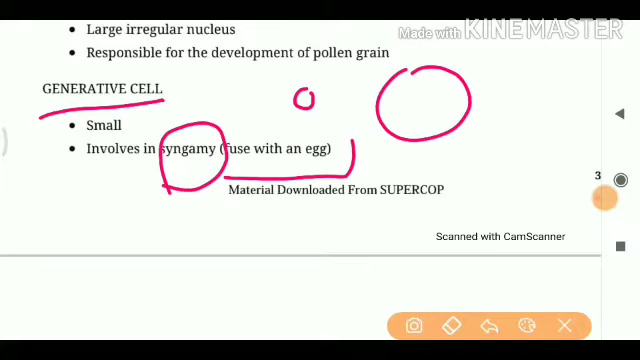 • Large irregular nucleus
Made with KINEMASTER
• Responsible for the development of pollen grain
GENERATIVE CELL
• Small
• Involves in syngamy (fuse with an egg)
Material Downloaded From SUPERCOP
3
Scanned with CamScanner